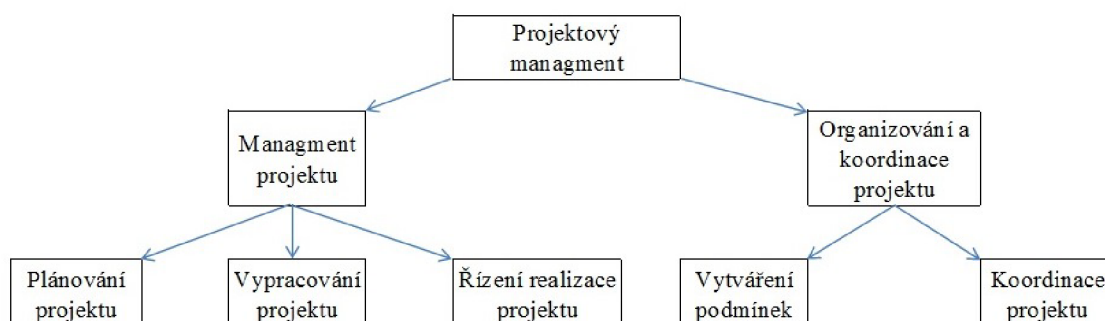 Projektový
managment
Managment
projektu
Organizování a
koordinace
projektu
Plánování
projektu
Vypracování
projektu
Řízení realizace
projektu
Vytváření
podmínek
Koordinace
projektu